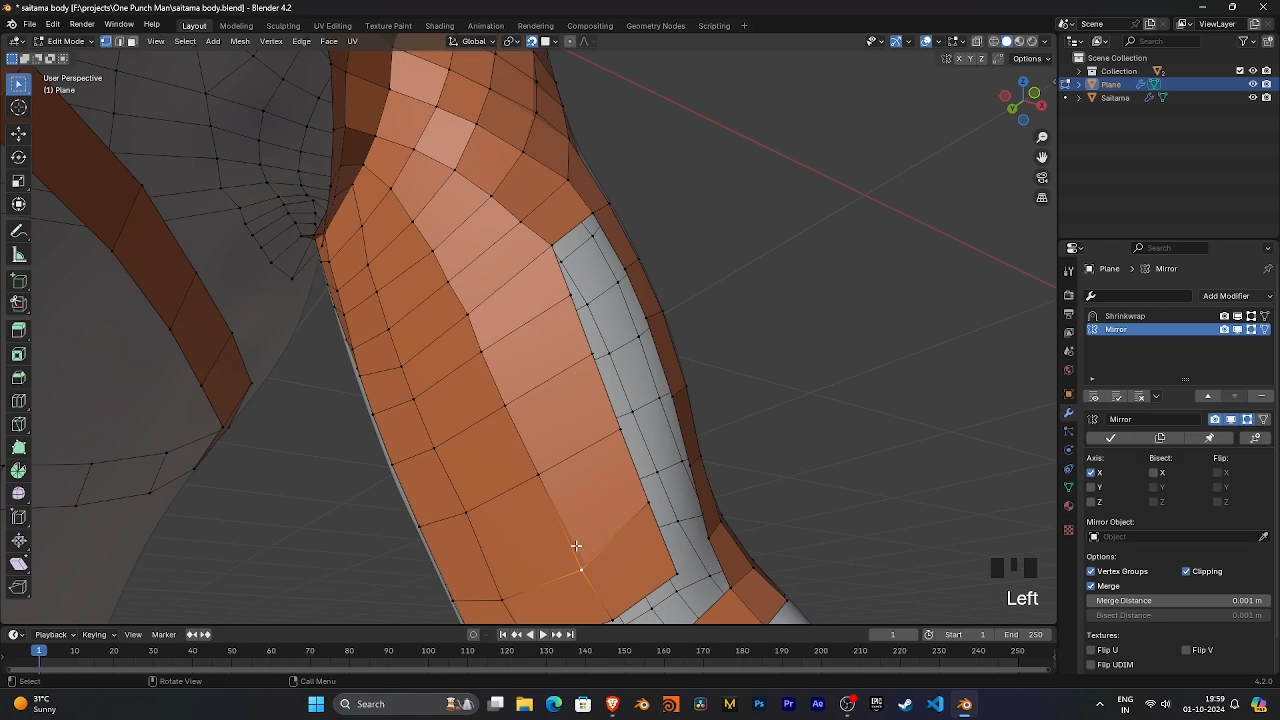 * saitama body [F:\projects\One Punch Man\saitama body.blend] - Blender 4.2
File Edit Render Window Help Layout Modeling Sculpting UV Editing Texture Paint Shading Animation Rendering Compositing Geometry Nodes Scripting + Scene ViewLayer
Edit Mode View Select Add Mesh Vertex Edge Face UV Global Search
X Y Z Options
User Perspective
(1) Plane
Scene Collection
Collection 2
Plane
Saitama
Z
Y
X
Search
Plane Mirror
Add Modifier
Shrinkwrap
Mirror
Mirror
Axis: Bisect: Flip:
X X X
Y Y Y
Z Z Z
Mirror Object:
Object
Options:
Vertex Groups Clipping
Merge
Merge Distance 0.001 m
Bisect Distance 0.001 m
Textures:
Flip U Flip V
Flip UDIM
Left
Playback Keying View Marker 1 Start 1 End 250
1 10 20 30 40 50 60 70 80 90 100 110 120 130 140 150 160 170 180 190 200 210 220 230 240 250
Select Rotate View Call Menu 4.2.0
31°C
Sunny
Search
Ps Pr Ae
ENG
IN
19:59
01-10-2024